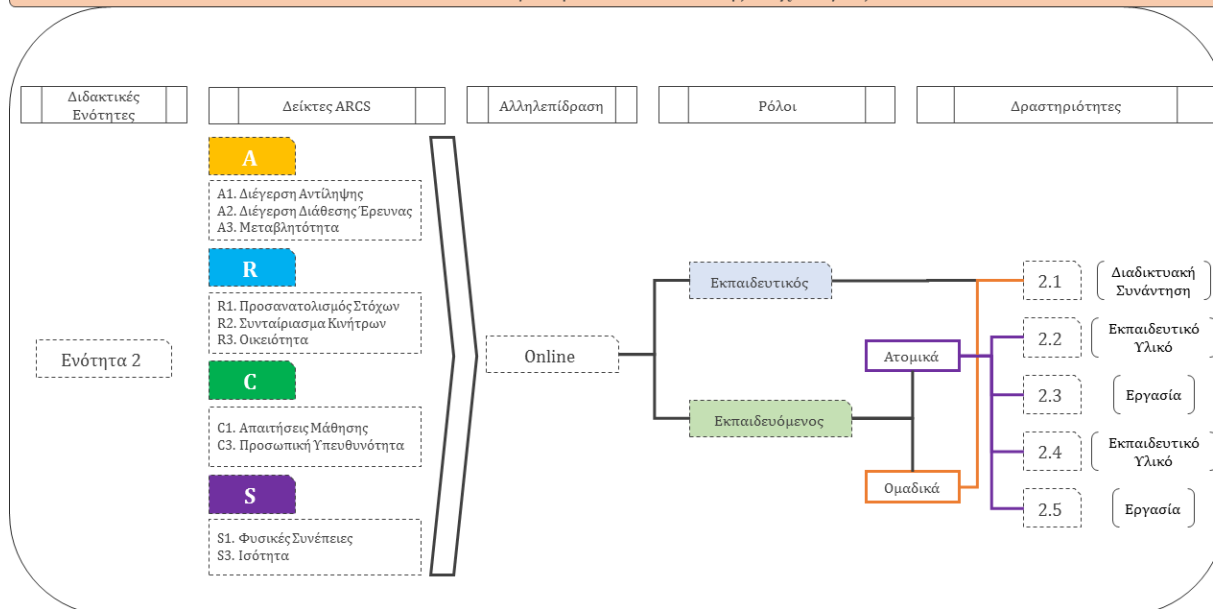 Διδακτικές
Ενότητες
Δείκτες ARCS
Αλληλεπίδραση
Ρόλοι
Δραστηριότητες
Ενότητα 2
A
A1. Διέγερση Αντίληψης
A2. Διέγερση Διάθεσης Έρευνας
A3. Μεταβλητότητα
R
R1. Προσανατολισμός Στόχων
R2. Συνταίριασμα Κινήτρων
R3. Οικειότητα
C
C1. Απαιτήσεις Μάθησης
C3. Προσωπική Υπευθυνότητα
S
S1. Φυσικές Συνέπειες
S3. Ισότητα
Online
Εκπαιδευτικός
Εκπαιδευόμενος
Ατομικά
Ομαδικά
2.1
Διαδικτυακή
Συνάντηση
2.2
Εκπαιδευτικό
Υλικό
2.3
Εργασία
2.4
Εκπαιδευτικό
Υλικό
2.5
Εργασία